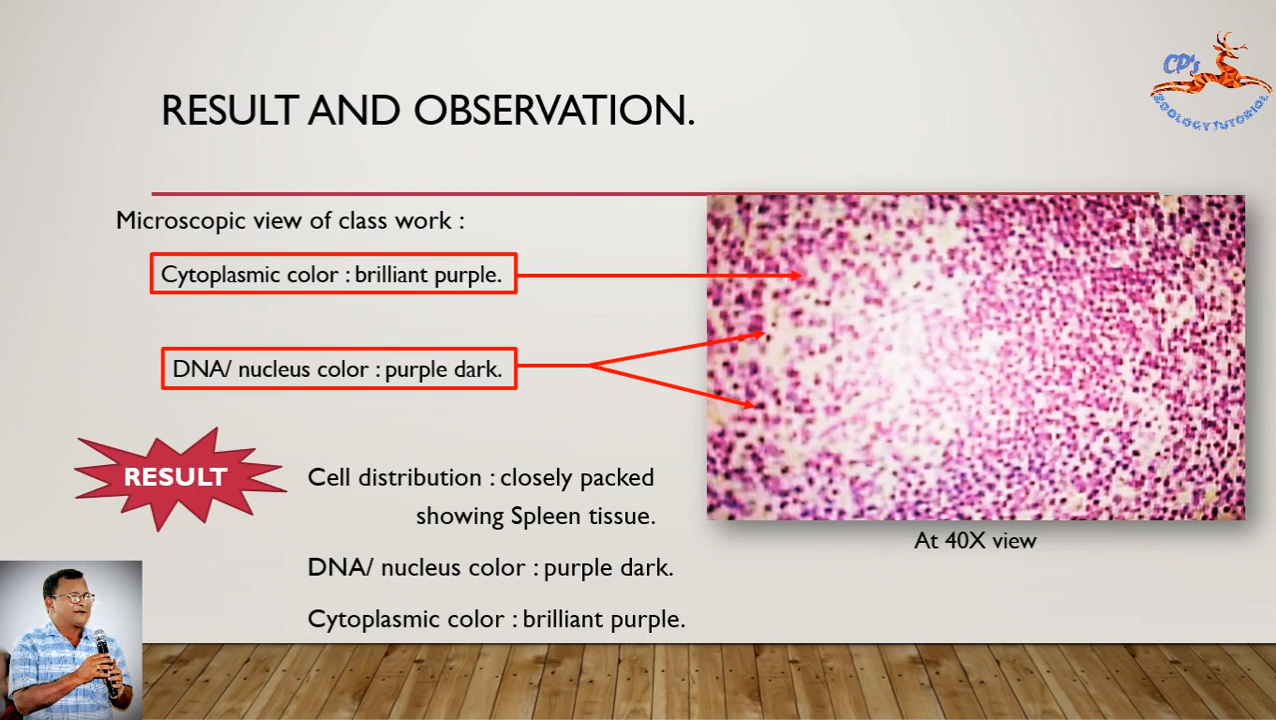 CP's
ZOOLOGY TUTORIAL
RESULT AND OBSERVATION.
Microscopic view of class work :
Cytoplasmic color : brilliant purple.
DNA/ nucleus color : purple dark.
RESULT
Cell distribution : closely packed
showing Spleen tissue.
DNA/ nucleus color : purple dark.
Cytoplasmic color : brilliant purple.
At 40X view